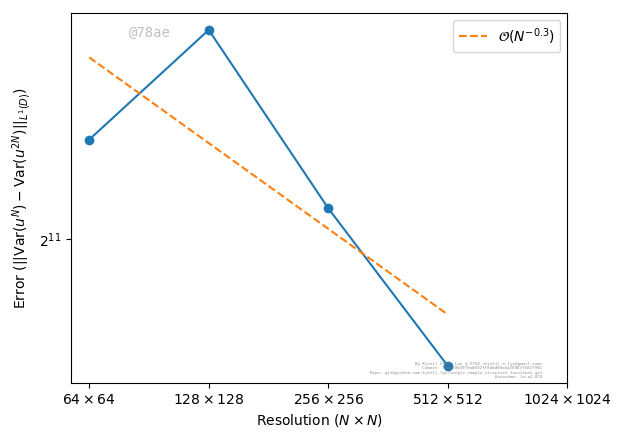 @78ae
𝒪(N^{-0.3})
Error (||Var(u^N) − Var(u^{2N})||_{L^1(D)})
2^{11}
64 × 64
128 × 128
256 × 256
512 × 512
1024 × 1024
Resolution (N × N)